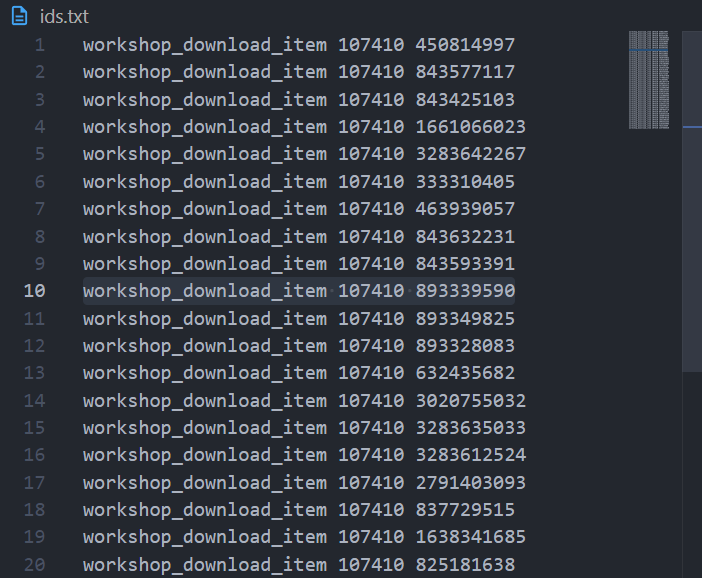 ids.txt
1 workshop_download_item 107410 450814997
2 workshop_download_item 107410 843577117
3 workshop_download_item 107410 843425103
4 workshop_download_item 107410 1661066023
5 workshop_download_item 107410 3283642267
6 workshop_download_item 107410 333310405
7 workshop_download_item 107410 463939057
8 workshop_download_item 107410 843632231
9 workshop_download_item 107410 843593391
10 workshop_download_item 107410 893339590
11 workshop_download_item 107410 893349825
12 workshop_download_item 107410 893328083
13 workshop_download_item 107410 632435682
14 workshop_download_item 107410 3020755032
15 workshop_download_item 107410 3283635033
16 workshop_download_item 107410 3283612524
17 workshop_download_item 107410 2791403093
18 workshop_download_item 107410 837729515
19 workshop_download_item 107410 1638341685
20 workshop_download_item 107410 825181638